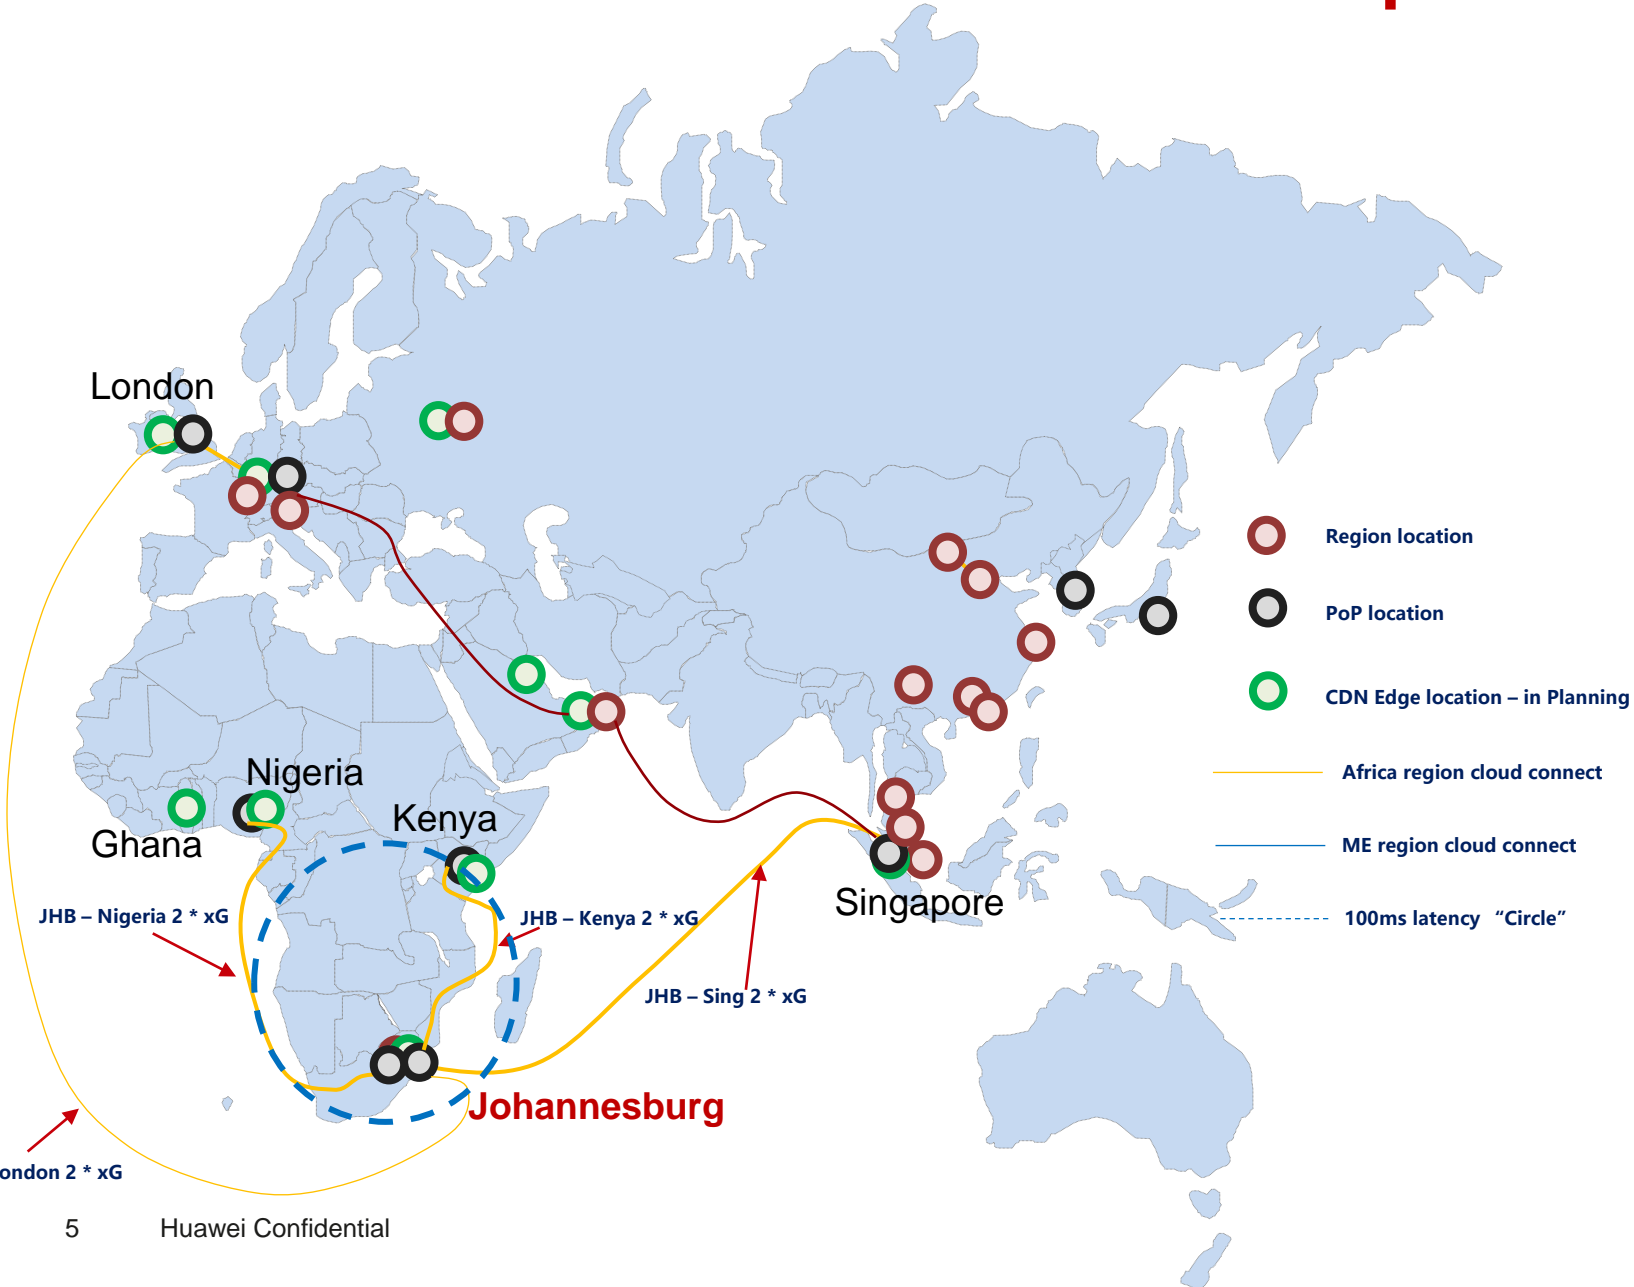 London
Region location
PoP location
CDN Edge location – in Planning
Nigeria
Africa region cloud connect
Kenya
Ghana
ME region cloud connect
Singapore
JHB – Nigeria 2 * xG
JHB – Kenya 2 * xG
100ms latency “Circle”
JHB – Sing 2 * xG
Johannesburg
ondon 2 * xG
5 Huawei Confidential